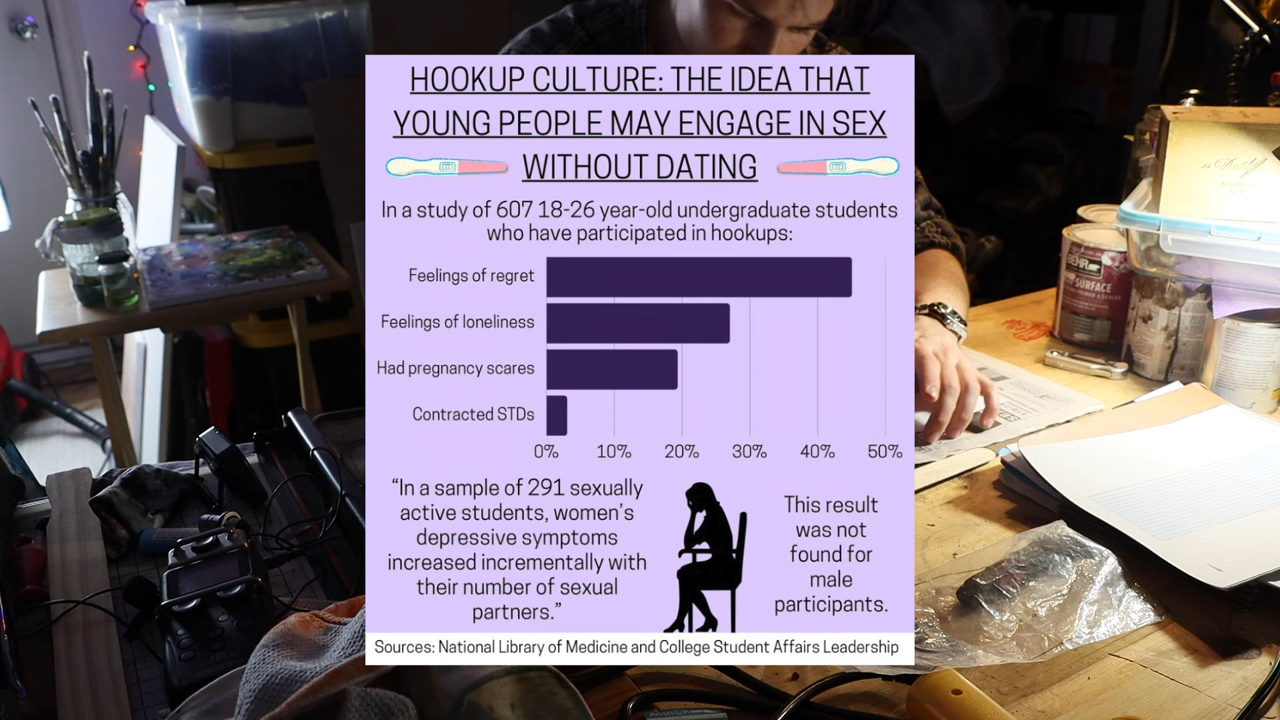 HOOKUP CULTURE: THE IDEA THAT
YOUNG PEOPLE MAY ENGAGE IN SEX
WITHOUT DATING
In a study of 607 18-26 year-old undergraduate students
who have participated in hookups:
Feelings of regret
Feelings of loneliness
Had pregnancy scares
Contracted STDs
0% 10% 20% 30% 40% 50%
“In a sample of 291 sexually
active students, women’s
depressive symptoms
increased incrementally with
their number of sexual
partners.”
This result
was not
found for
male
participants.
Sources: National Library of Medicine and College Student Affairs Leadership
BEHR